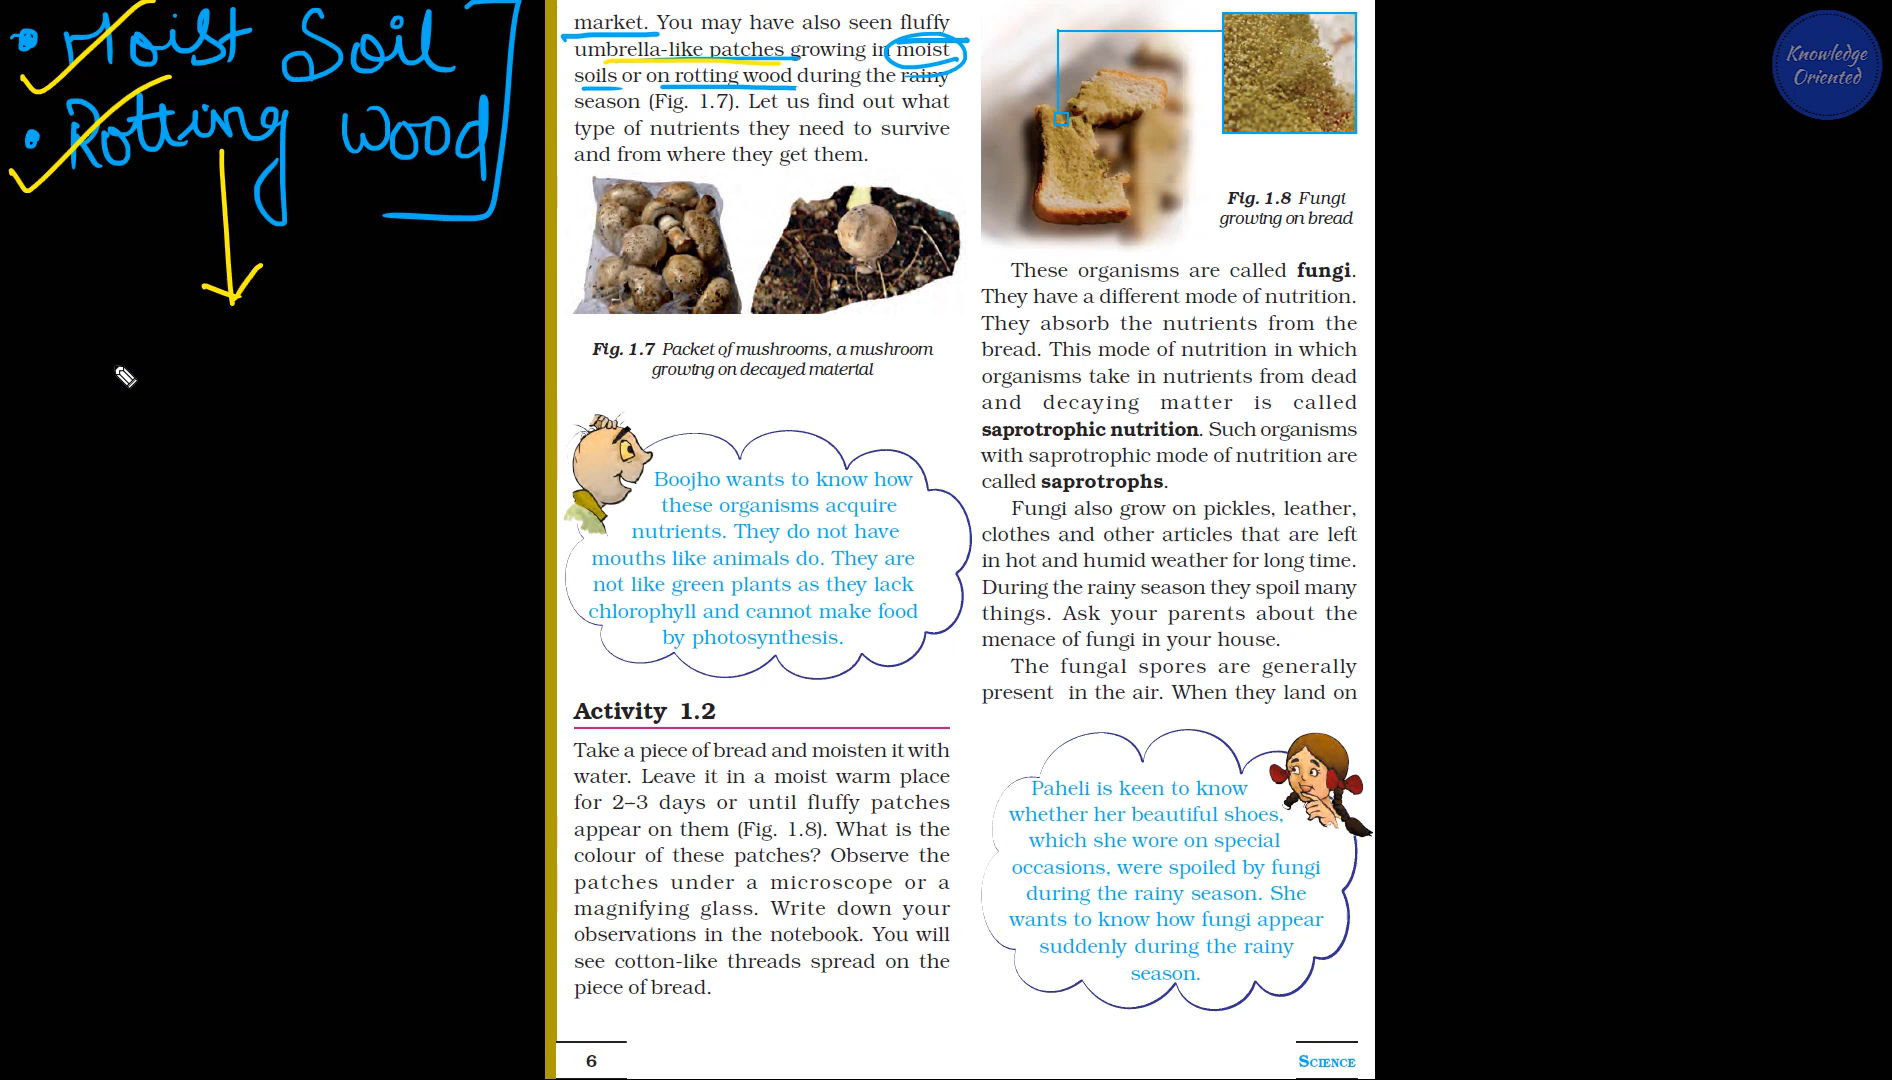 • Moist Soil
• Rotting wood
market. You may have also seen fluffy
umbrella-like patches growing in moist
soils or on rotting wood during the rainy
season (Fig. 1.7). Let us find out what
type of nutrients they need to survive
and from where they get them.
Fig. 1.7 Packet of mushrooms, a mushroom
growing on decayed material
Boojho wants to know how
these organisms acquire
nutrients. They do not have
mouths like animals do. They are
not like green plants as they lack
chlorophyll and cannot make food
by photosynthesis.
Activity 1.2
Take a piece of bread and moisten it with
water. Leave it in a moist warm place
for 2–3 days or until fluffy patches
appear on them (Fig. 1.8). What is the
colour of these patches? Observe the
patches under a microscope or a
magnifying glass. Write down your
observations in the notebook. You will
see cotton-like threads spread on the
piece of bread.
6
Fig. 1.8 Fungi
growing on bread
These organisms are called fungi.
They have a different mode of nutrition.
They absorb the nutrients from the
bread. This mode of nutrition in which
organisms take in nutrients from dead
and decaying matter is called
saprotrophic nutrition. Such organisms
with saprotrophic mode of nutrition are
called saprotrophs.
Fungi also grow on pickles, leather,
clothes and other articles that are left
in hot and humid weather for long time.
During the rainy season they spoil many
things. Ask your parents about the
menace of fungi in your house.
The fungal spores are generally
present in the air. When they land on
Paheli is keen to know
whether her beautiful shoes,
which she wore on special
occasions, were spoiled by fungi
during the rainy season. She
wants to know how fungi appear
suddenly during the rainy
season.
SCIENCE
Knowledge
Oriented